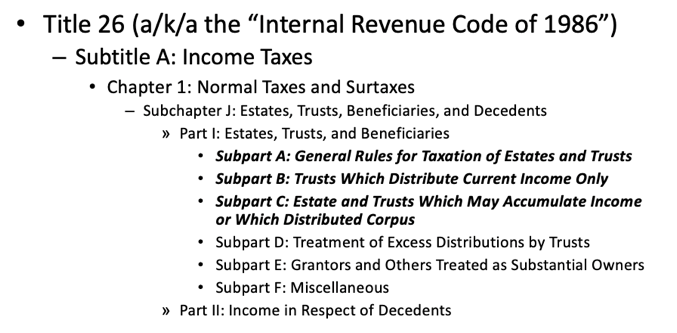 • Title 26 (a/k/a the “Internal Revenue Code of 1986”)
– Subtitle A: Income Taxes
• Chapter 1: Normal Taxes and Surtaxes
– Subchapter J: Estates, Trusts, Beneficiaries, and Decedents
» Part I: Estates, Trusts, and Beneficiaries
• Subpart A: General Rules for Taxation of Estates and Trusts
• Subpart B: Trusts Which Distribute Current Income Only
• Subpart C: Estate and Trusts Which May Accumulate Income
or Which Distributed Corpus
• Subpart D: Treatment of Excess Distributions by Trusts
• Subpart E: Grantors and Others Treated as Substantial Owners
• Subpart F: Miscellaneous
» Part II: Income in Respect of Decedents